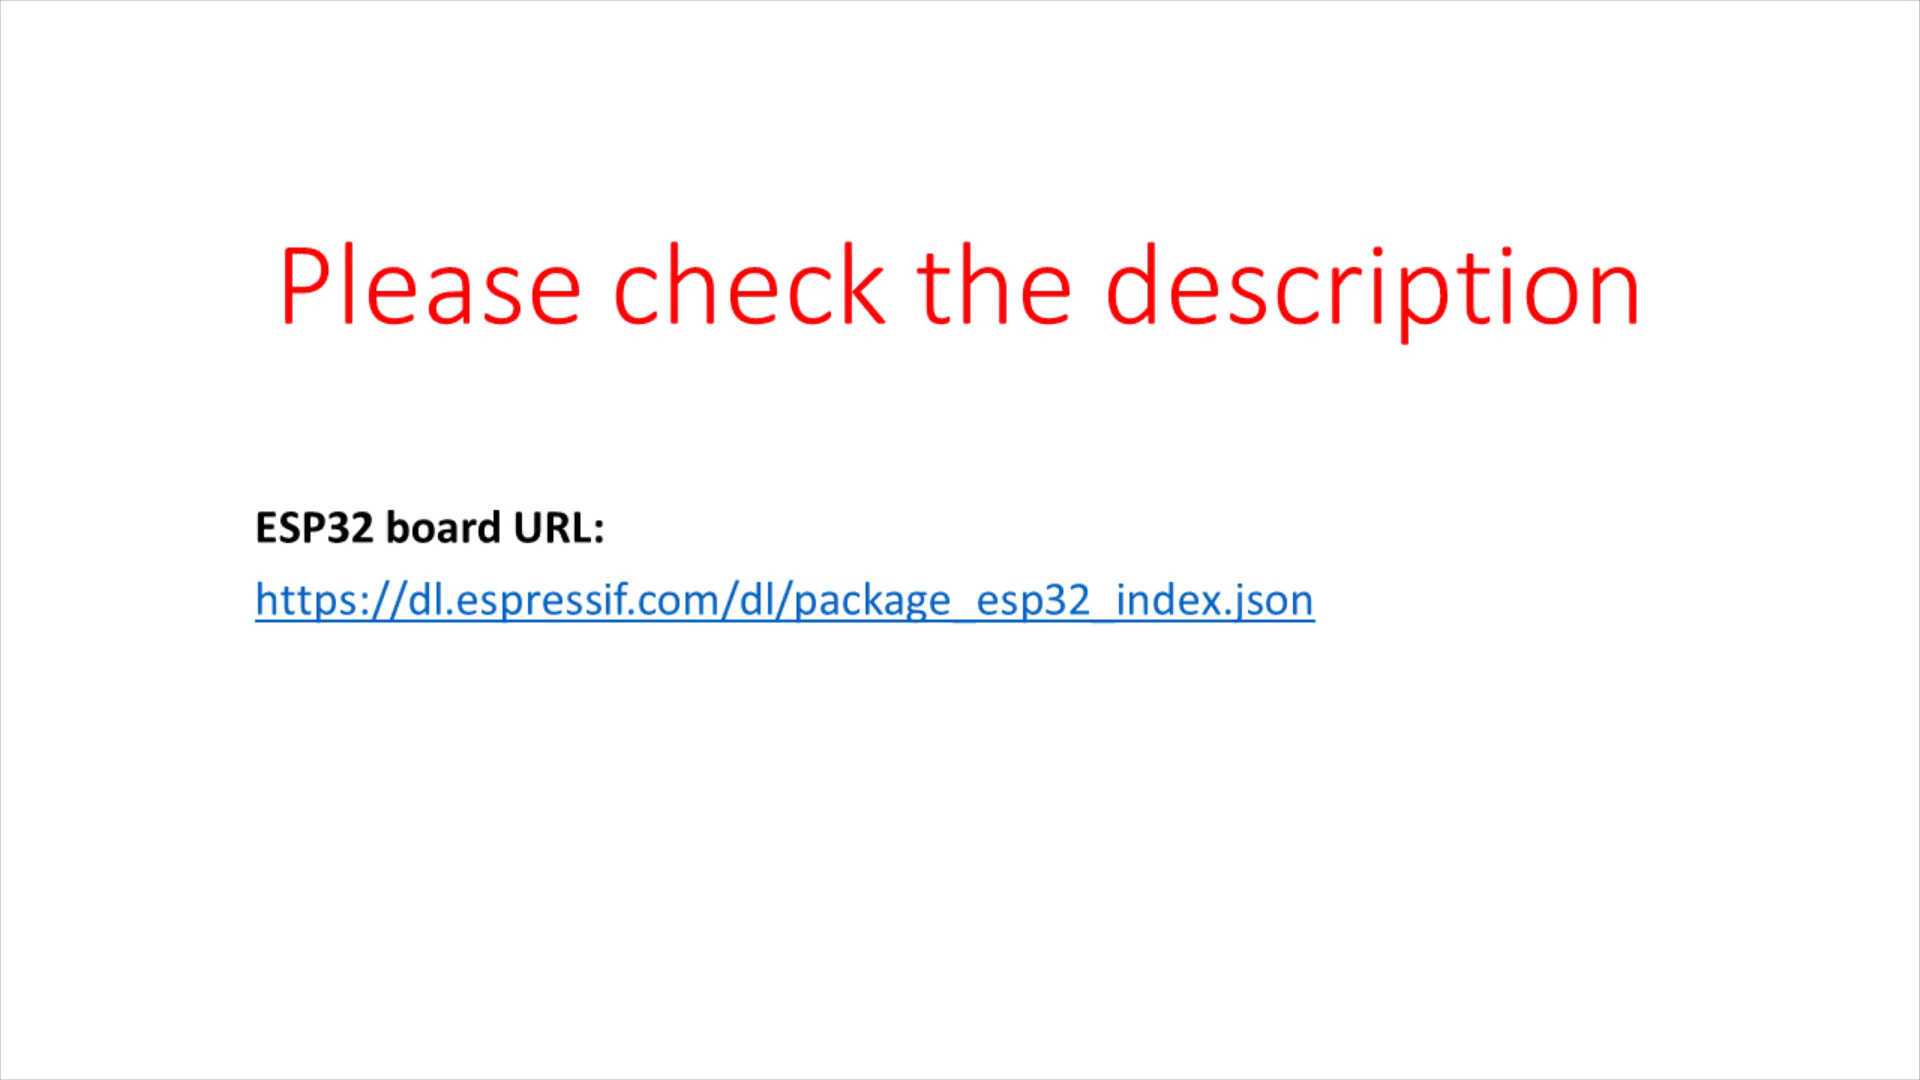 Please check the description
ESP32 board URL:
https://dl.espressif.com/dl/package_esp32_index.json